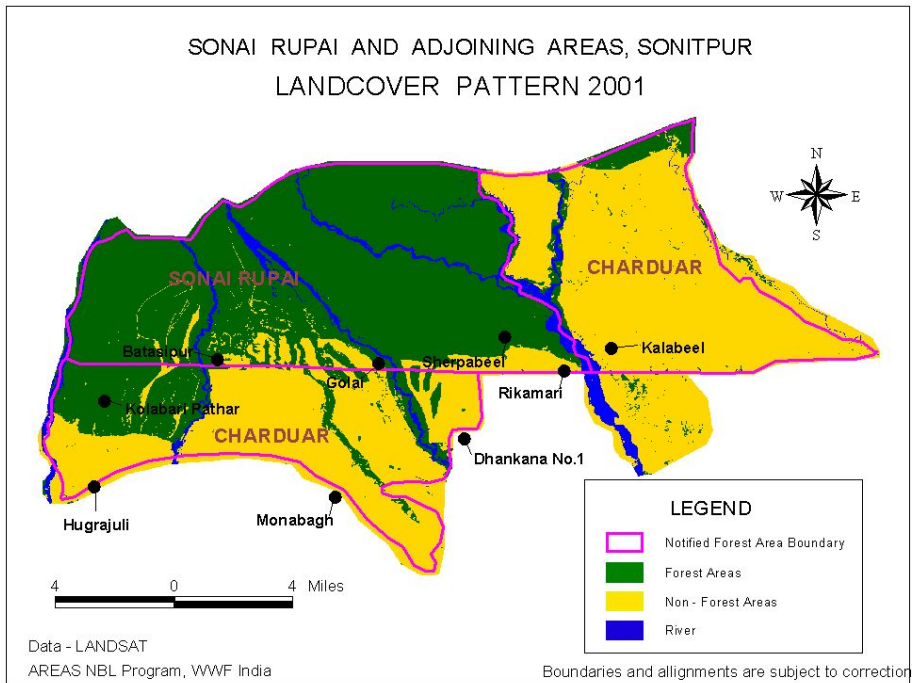 SONAI RUPAI AND ADJOINING AREAS, SONITPUR
LANDCOVER PATTERN 2001
N
W E
S
SONAI RUPAI
CHARDUAR
Batasipur
Golai
Sherpabeel
Kalabeel
Rikamari
Kolabari Pathar
CHARDUAR
Dhankana No.1
Hugrajuli
Monabagh
LEGEND
Notified Forest Area Boundary
Forest Areas
Non - Forest Areas
River
4 0 4 Miles
Data - LANDSAT
AREAS NBL Program, WWF India
Boundaries and allignments are subject to correction